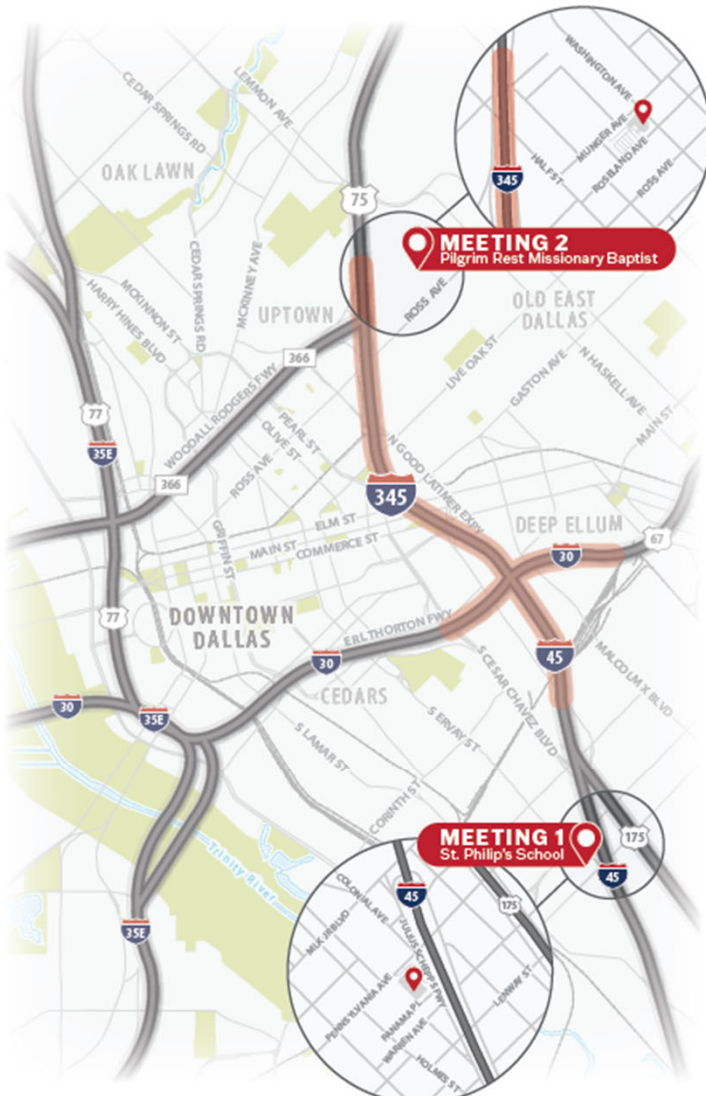 WASHINGTON AVE
CEDAR SPRINGS RD
LEMMON AVE
MUNGER AVE
OAK LAWN
HALF ST
ROSELAND AVE
345
ROSS AVE
75
MEETING 2
Pilgrim Rest Missionary Baptist
CEDAR SPRINGS RD
MCKINNEY AVE
MCKINNON ST
HARRY HINES BLVD
ROSS AVE
OLD EAST
DALLAS
UPTOWN
366
LIVE OAK ST
GASTON AVE
N HASKELL AVE
77
WOODALL RODGERS FWY
PEARL ST
OLIVE ST
MAIN ST
35E
ROSS AVE
366
N GOOD LATIMER EXPY
345
GRIFFIN ST
ELM ST
MAIN ST
COMMERCE ST
DEEP ELLUM
67
30
77
DOWNTOWN
DALLAS
ERL THORTON FWY
30
45
MALCOLM X BLVD
CEDARS
S CESAR CHAVEZ BLVD
30
35E
S ERVAY ST
S LAMAR ST
CORINTH ST
MEETING 1
St. Philip's School
175
45
Trinity River
45
175
COLONIAL AVE
MLK JR BLVD
JULIUS SCHEPPS FWY
35E
PENNSYLVANIA AVE
LENWAY ST
PANAMA PL
WARREN AVE
HOLMES ST